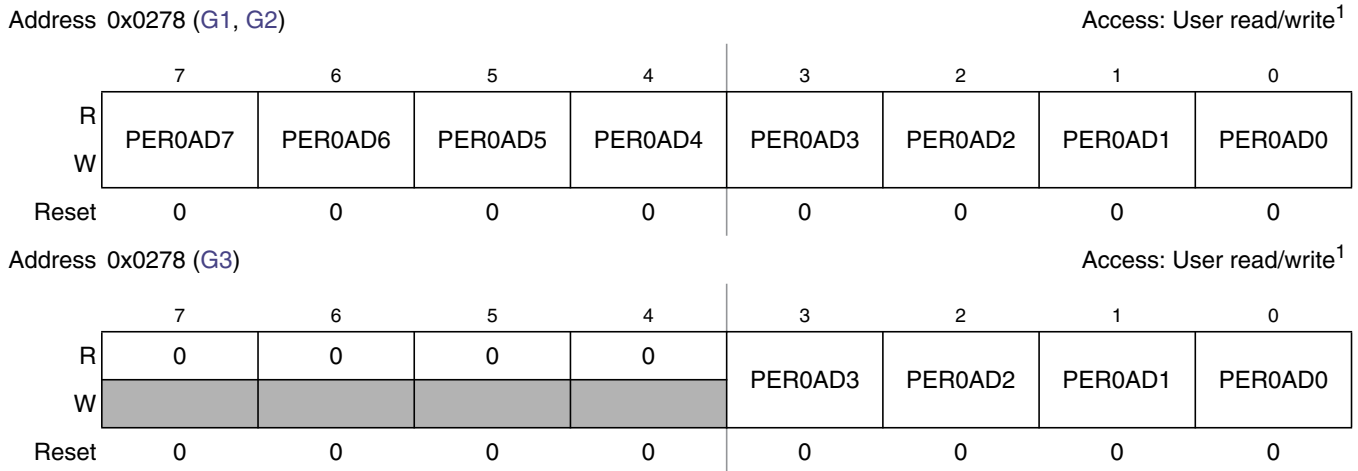 Address 0x0278 (G1, G2) Access: User read/write1
7 6 5 4 3 2 1 0
R
W
PER0AD7 PER0AD6 PER0AD5 PER0AD4 PER0AD3 PER0AD2 PER0AD1 PER0AD0
Reset 0 0 0 0 0 0 0 0
Address 0x0278 (G3) Access: User read/write1
7 6 5 4 3 2 1 0
R 0 0 0 0
PER0AD3 PER0AD2 PER0AD1 PER0AD0
W
Reset 0 0 0 0 0 0 0 0